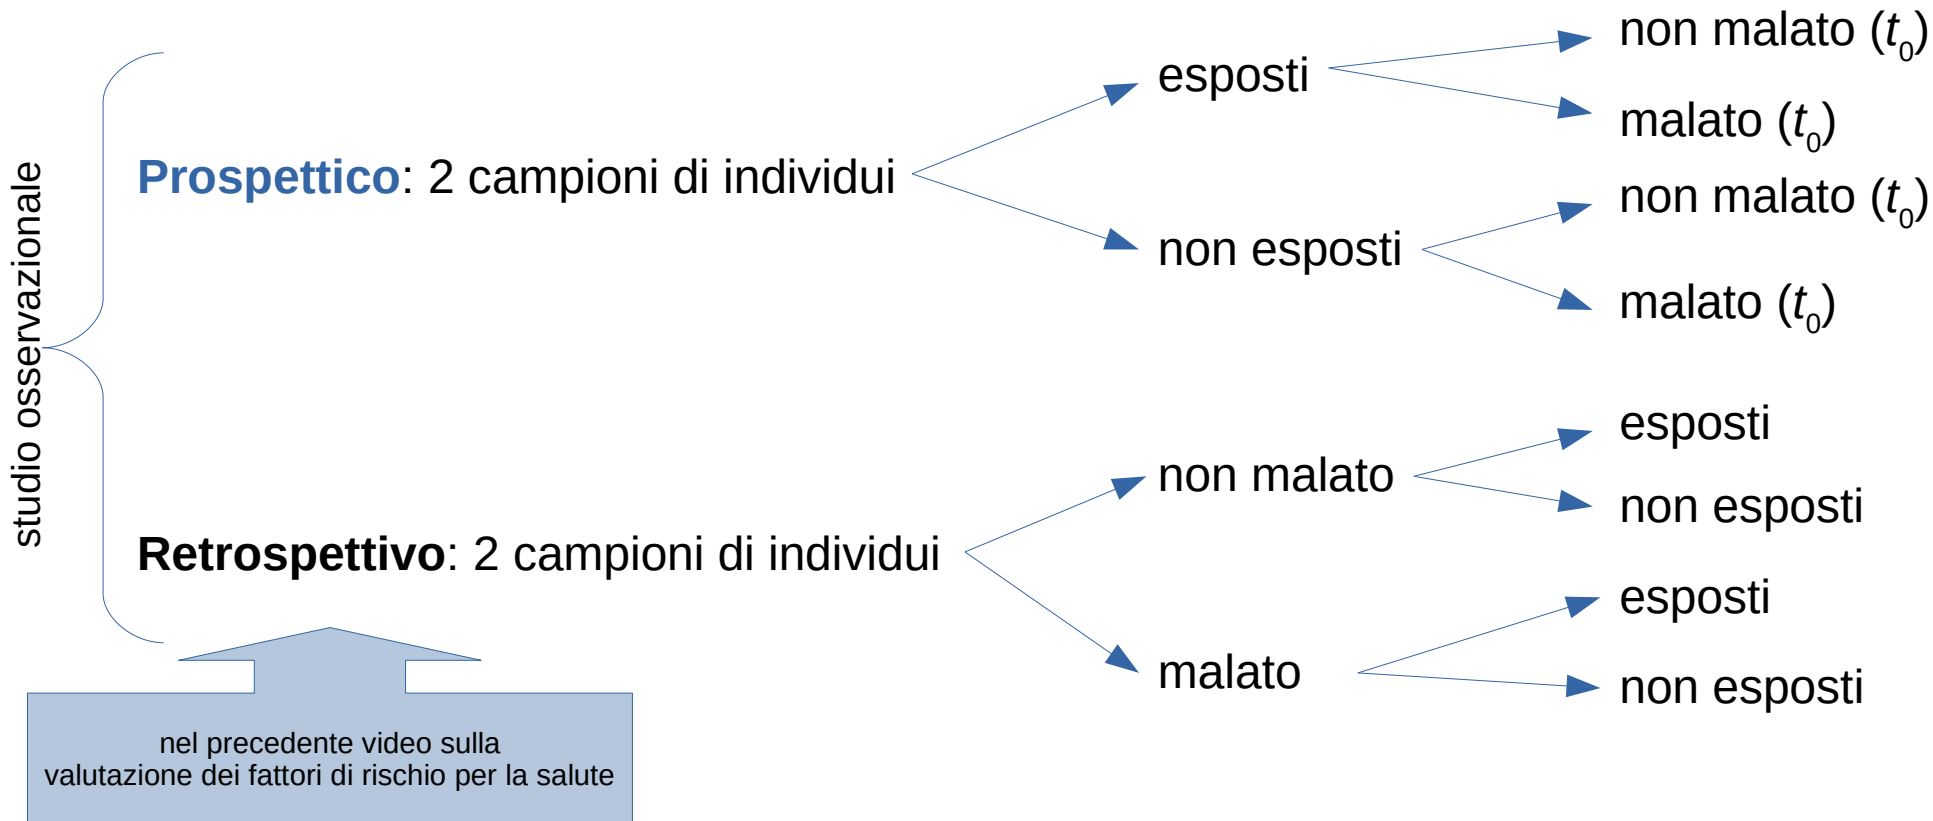 studio osservazionale
Prospettico: 2 campioni di individui
esposti
non malato (t0)
malato (t0)
non esposti
non malato (t0)
malato (t0)
Retrospettivo: 2 campioni di individui
non malato
esposti
non esposti
malato
esposti
non esposti
nel precedente video sulla
valutazione dei fattori di rischio per la salute